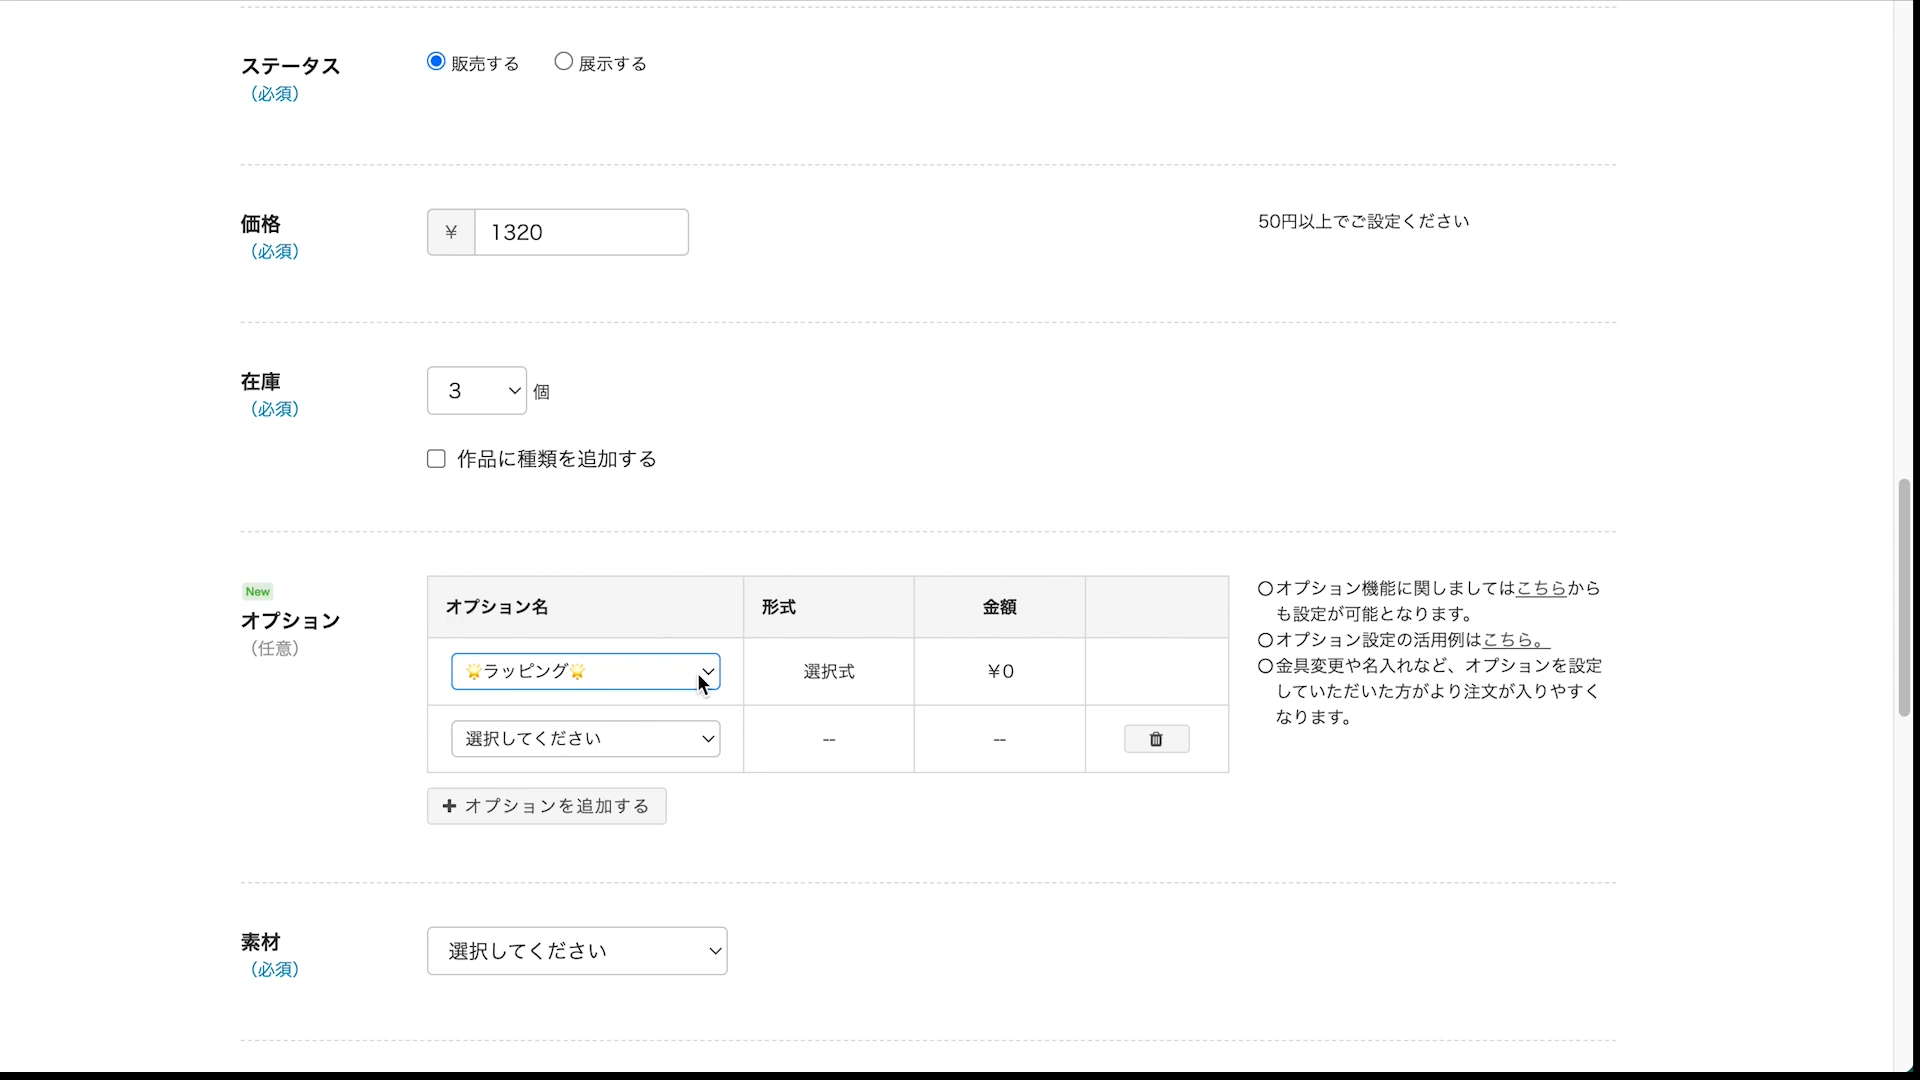 ステータス
（必須）
販売する
展示する
価格
（必須）
¥ 1320
50円以上でご設定ください
在庫
（必須）
3 個
作品に種類を追加する
New
オプション
（任意）
オプション名 形式 金額
🌟ラッピング🌟 選択式 ¥0
選択してください -- --
+ オプションを追加する
〇オプション機能に関しましてはこちらから
も設定が可能となります。
〇オプション設定の活用例はこちら。
〇金具変更や名入れなど、オプションを設定
していただいた方がより注文が入りやすく
なります。
素材
（必須）
選択してください